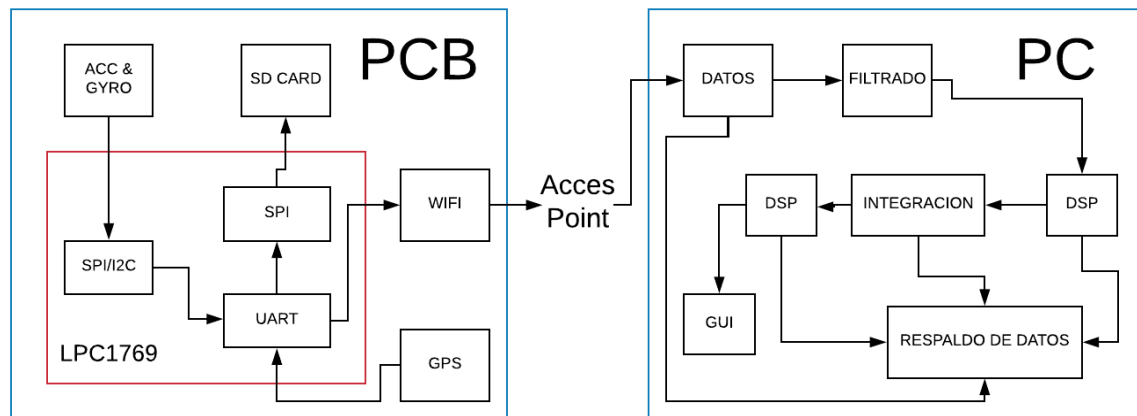 PCB
ACC &
GYRO
SD CARD
SPI
WIFI
SPI/I2C
UART
LPC1769
GPS
Acces
Point
PC
DATOS
FILTRADO
DSP
INTEGRACION
DSP
GUI
RESPALDO DE DATOS